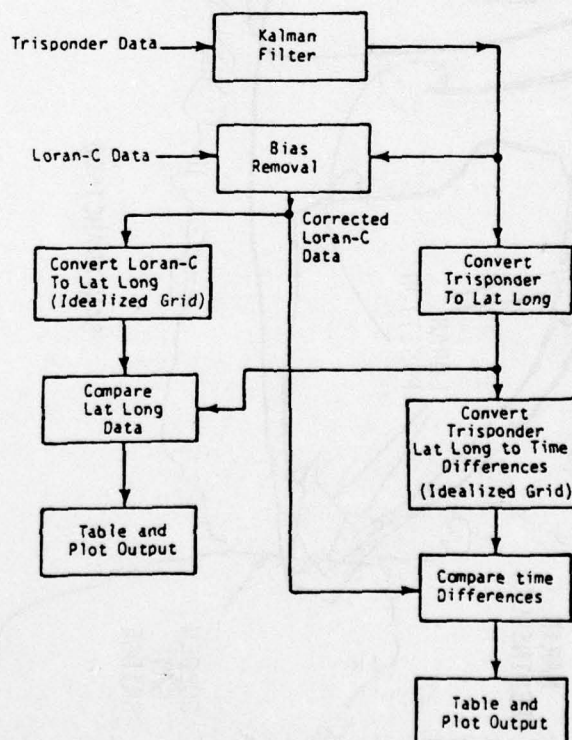 Trisponder Data
Kalman
Filter
Loran-C Data
Bias
Removal
Corrected
Loran-C
Data
Convert Loran-C
To Lat Long
(Idealized Grid)
Convert
Trisponder
To Lat Long
Compare
Lat Long
Data
Convert
Trisponder
Lat Long to Time
Differences
(Idealized Grid)
Table and
Plot Output
Compare time
Differences
Table and
Plot Output